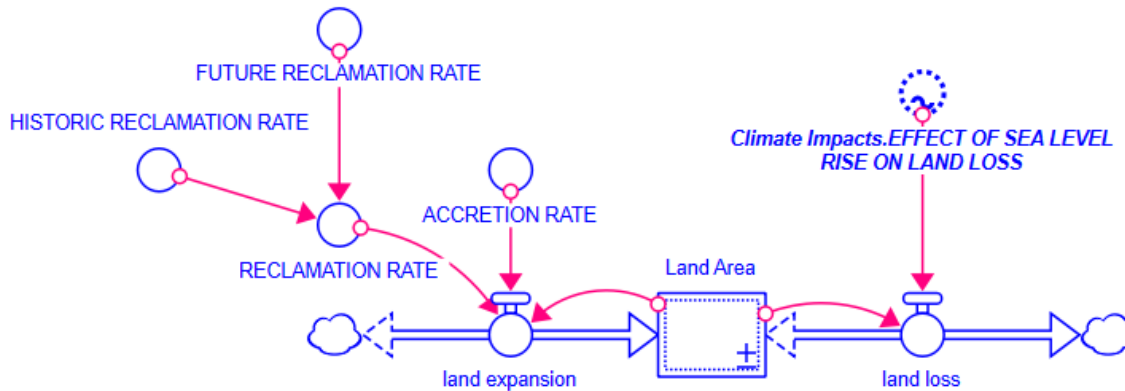 FUTURE RECLAMATION RATE
HISTORIC RECLAMATION RATE
Climate Impacts.EFFECT OF SEA LEVEL
RISE ON LAND LOSS
ACCRETION RATE
RECLAMATION RATE
Land Area
land expansion
land loss